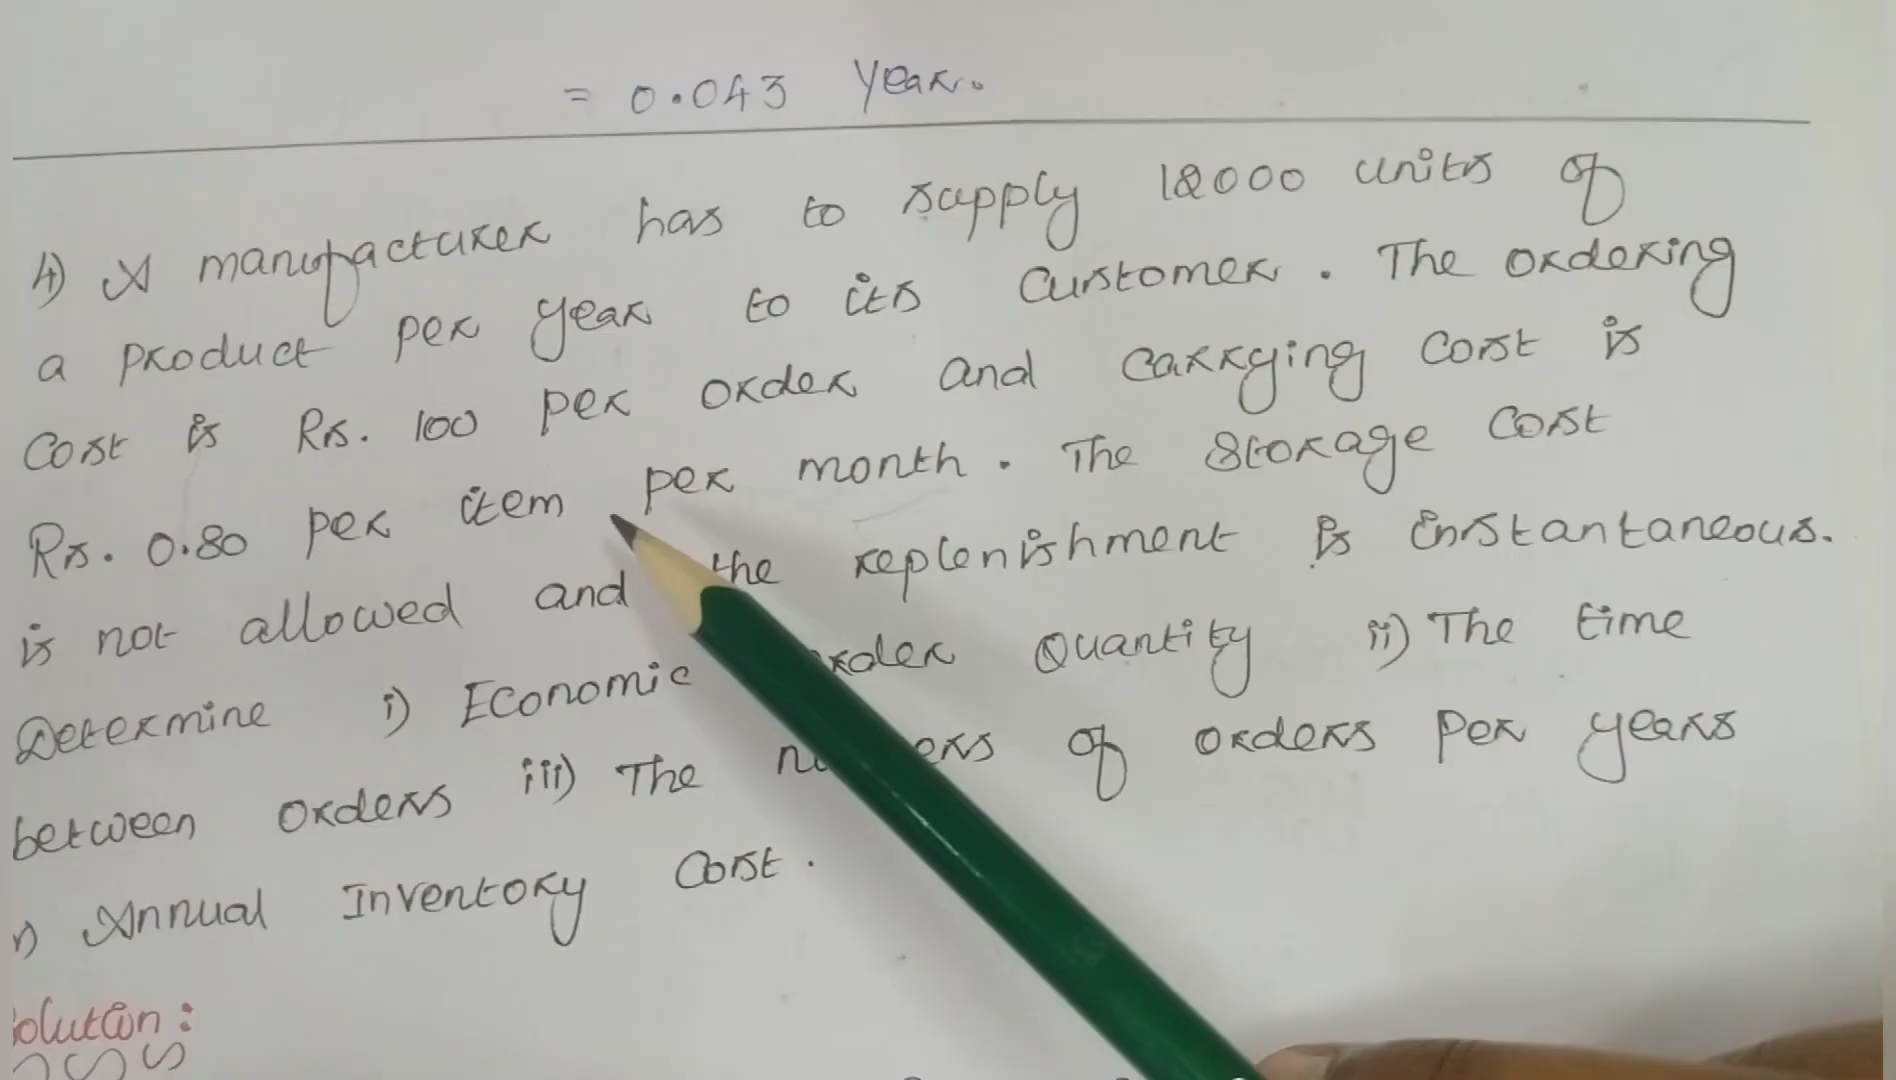 = 0.043 Year.
4) A manufacturer has to supply 12000 units of
a product per year to its customer. The ordering
cost is Rs. 100 per order and carrying cost is
Rs. 0.80 per item per month. The storage cost
is not allowed and the replenishment is instantaneous.
Determine i) Economic Quantity ii) The time
between orders iii) The of orders per years
Annual Inventory Cost.